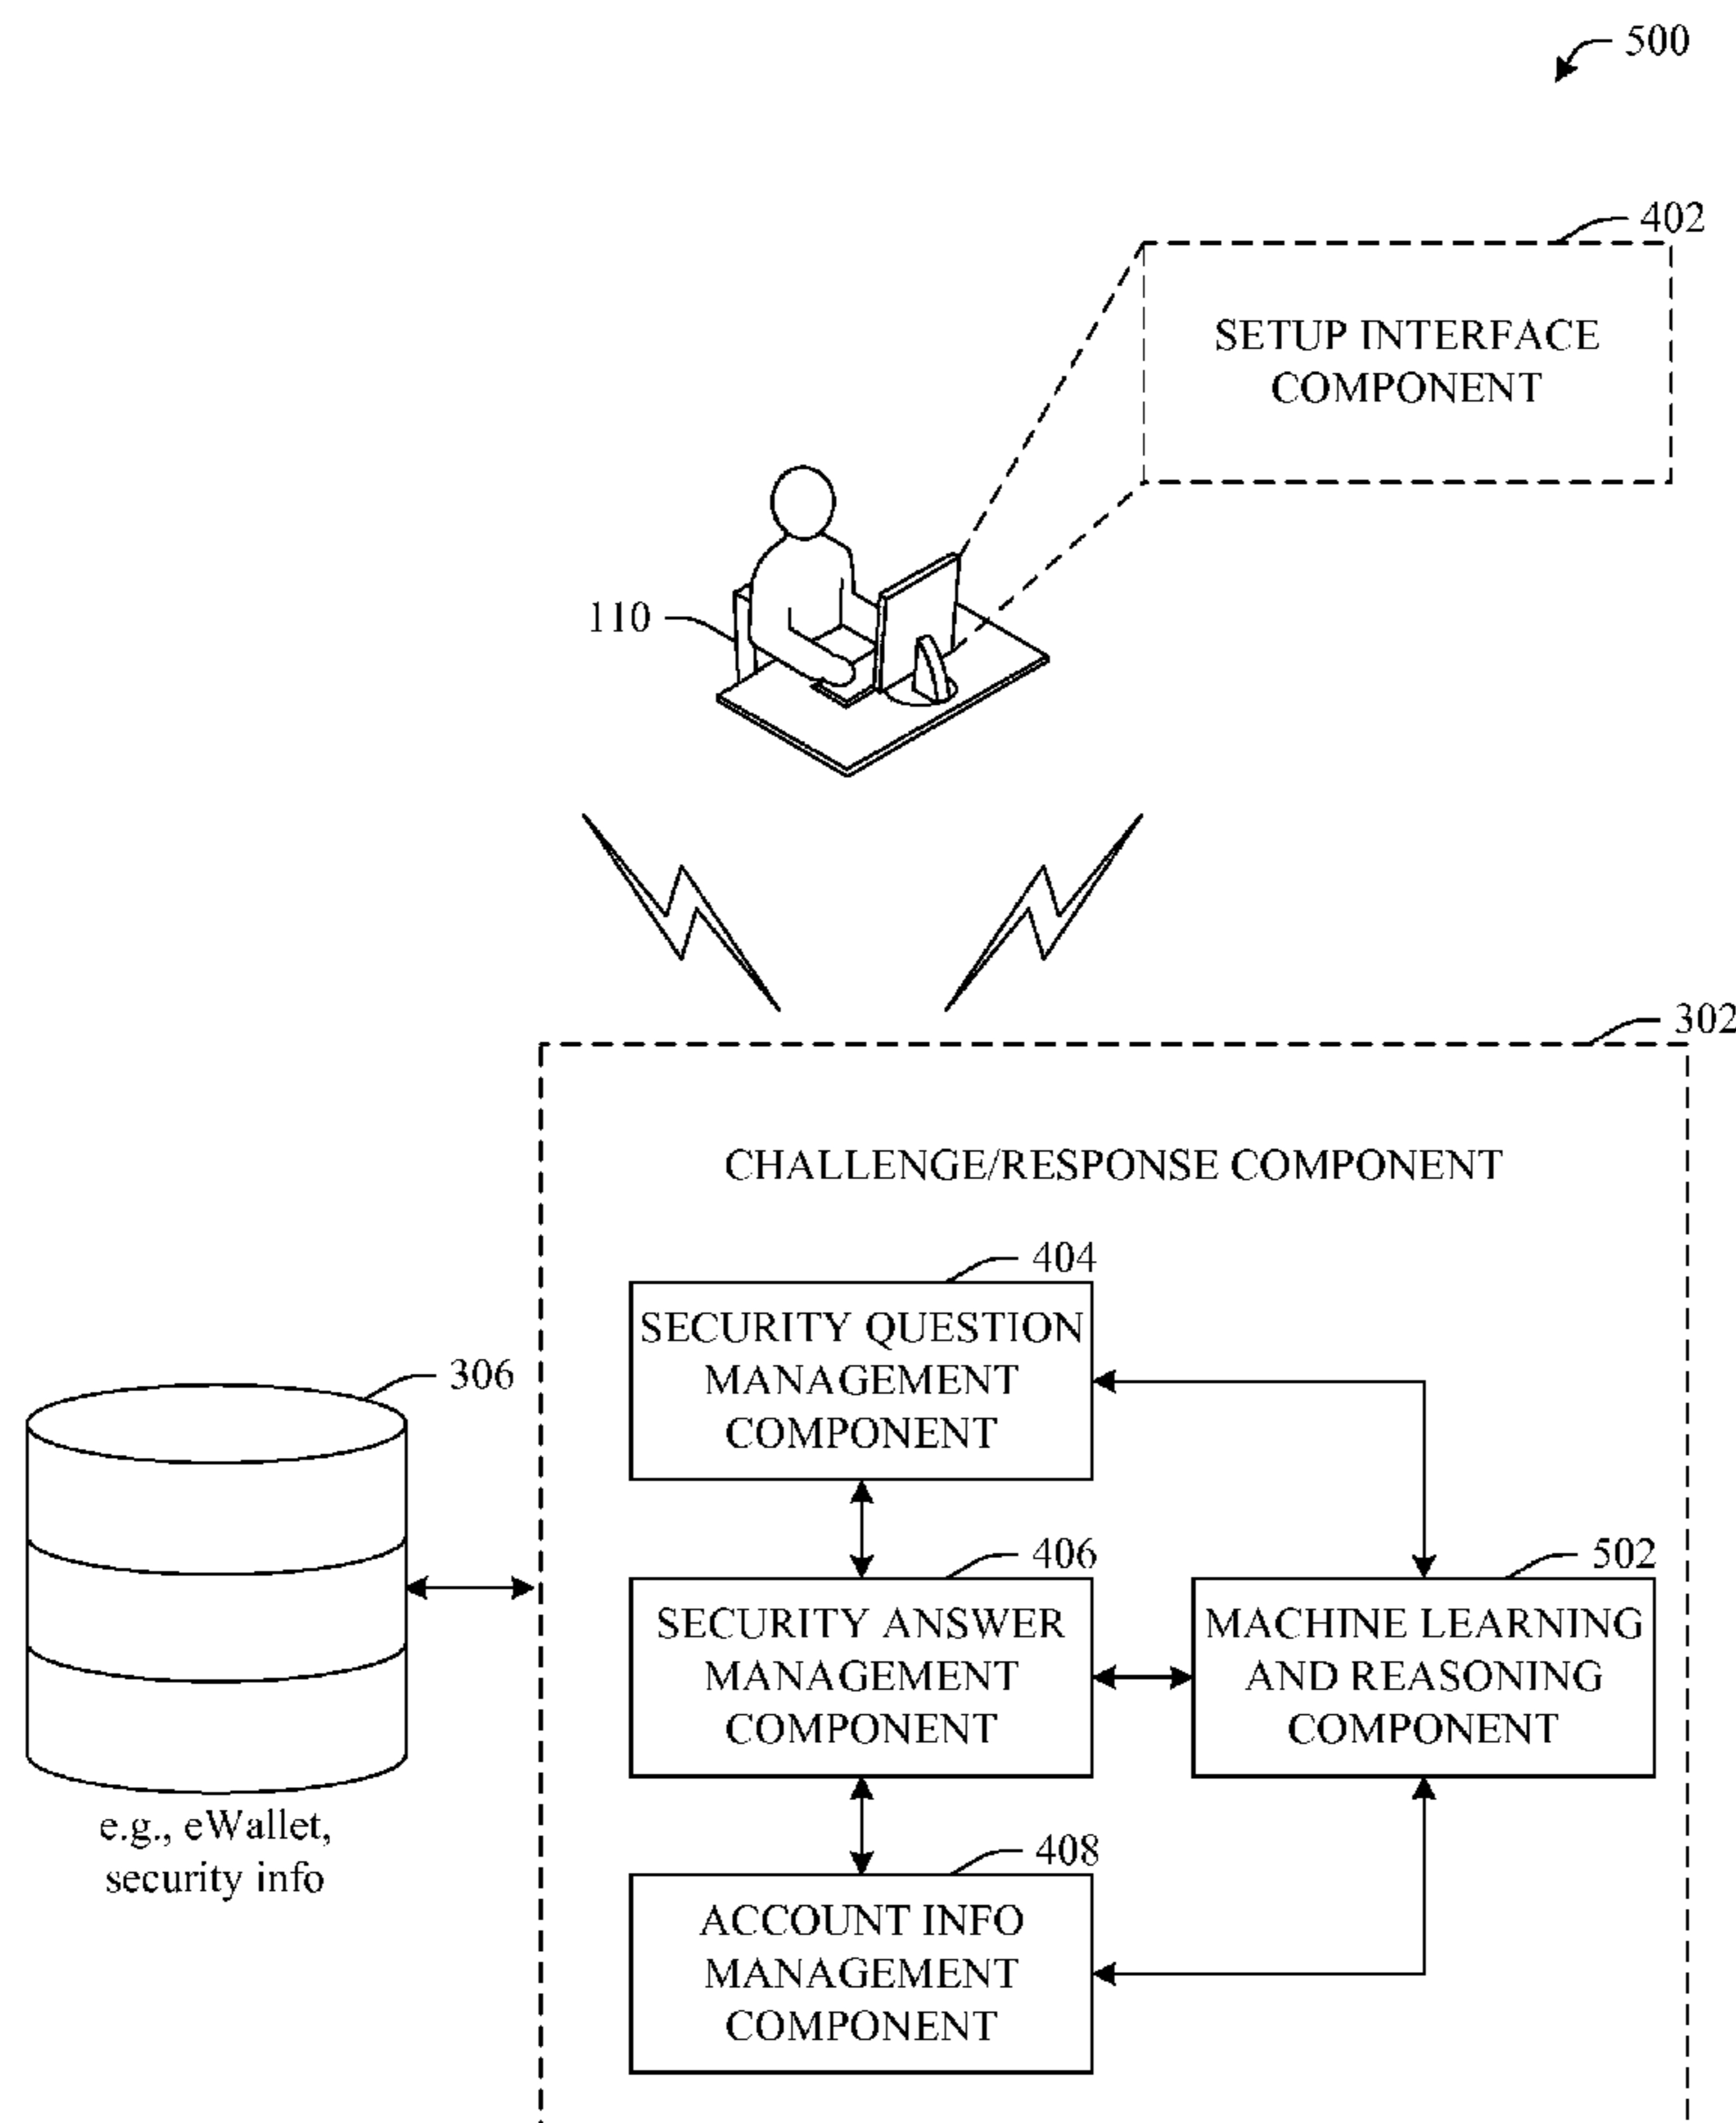 500
402
SETUP INTERFACE
COMPONENT
110
302
CHALLENGE/RESPONSE COMPONENT
404
SECURITY QUESTION
MANAGEMENT
COMPONENT
306
406
SECURITY ANSWER
MANAGEMENT
COMPONENT
502
MACHINE LEARNING
AND REASONING
COMPONENT
e.g., eWallet,
security info
408
ACCOUNT INFO
MANAGEMENT
COMPONENT